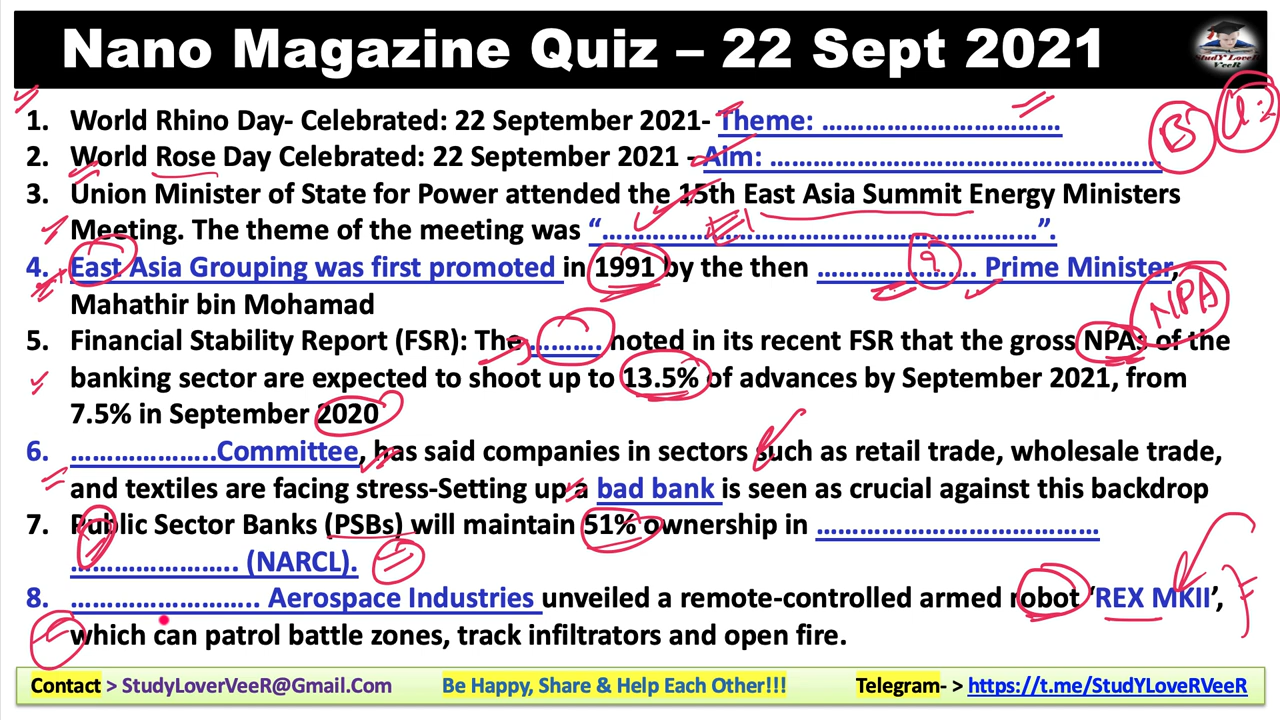 Nano Magazine Quiz – 22 Sept 2021
StudY LoveR
VeeR
1. World Rhino Day- Celebrated: 22 September 2021- Theme: ……………………………
2. World Rose Day Celebrated: 22 September 2021 - Aim: ………………………………………………
3. Union Minister of State for Power attended the 15th East Asia Summit Energy Ministers
Meeting. The theme of the meeting was “……………………………………………………”.
4. East Asia Grouping was first promoted in 1991 by the then ………………….. Prime Minister,
Mahathir bin Mohamad
5. Financial Stability Report (FSR): The ………. noted in its recent FSR that the gross NPAs of the
banking sector are expected to shoot up to 13.5% of advances by September 2021, from
7.5% in September 2020
6. ………………..Committee, has said companies in sectors such as retail trade, wholesale trade,
and textiles are facing stress-Setting up a bad bank is seen as crucial against this backdrop
7. Public Sector Banks (PSBs) will maintain 51% ownership in …………………………………
………………….. (NARCL).
8. …………………….. Aerospace Industries unveiled a remote-controlled armed robot ‘REX MKII’,
which can patrol battle zones, track infiltrators and open fire.
B
NPA
Contact > StudyLoverVeeR@Gmail.Com Be Happy, Share & Help Each Other!!! Telegram- > https://t.me/StudYLoveRVeeR